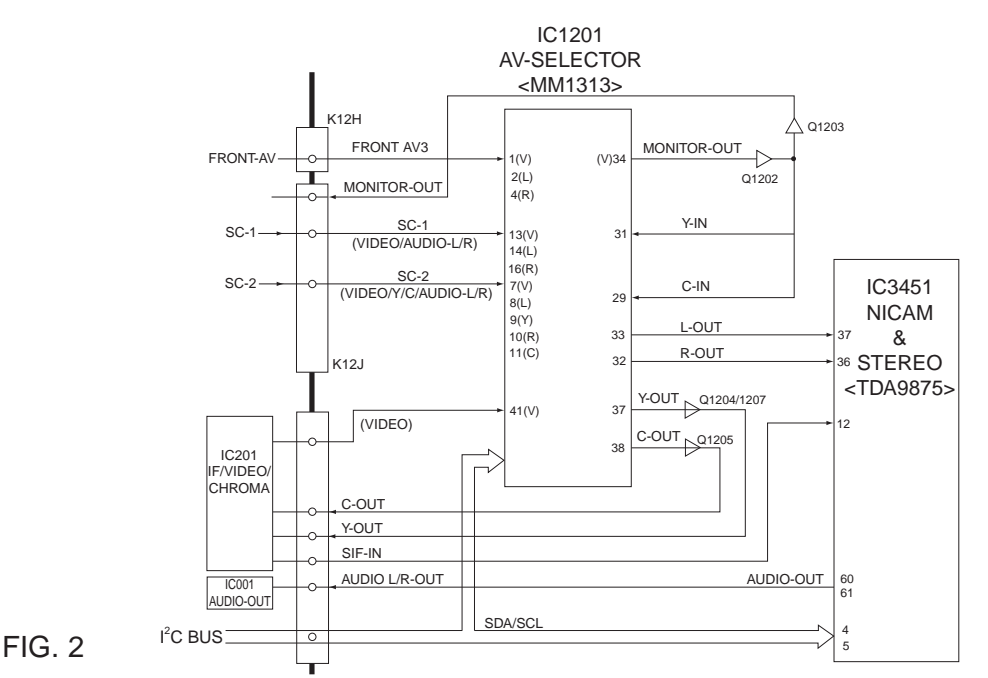 IC1201
AV-SELECTOR
<MM1313>
K12H
Q1203
FRONT-AV
FRONT AV3
1(V)
(V)34
MONITOR-OUT
2(L)
Q1202
MONITOR-OUT
4(R)
SC-1
SC-1
(VIDEO/AUDIO-L/R)
13(V)
31
Y-IN
14(L)
16(R)
SC-2
SC-2
(VIDEO/Y/C/AUDIO-L/R)
7(V)
8(L)
9(Y)
10(R)
11(C)
29
C-IN
33
L-OUT
37
32
R-OUT
36
IC3451
NICAM
&
STEREO
<TDA9875>
K12J
41(V)
(VIDEO)
37
Y-OUT
Q1204/1207
12
38
C-OUT
Q1205
IC201
IF/VIDEO/
CHROMA
C-OUT
Y-OUT
SIF-IN
IC001
AUDIO-OUT
AUDIO L/R-OUT
AUDIO-OUT
60
61
I²C BUS
SDA/SCL
4
5
FIG. 2